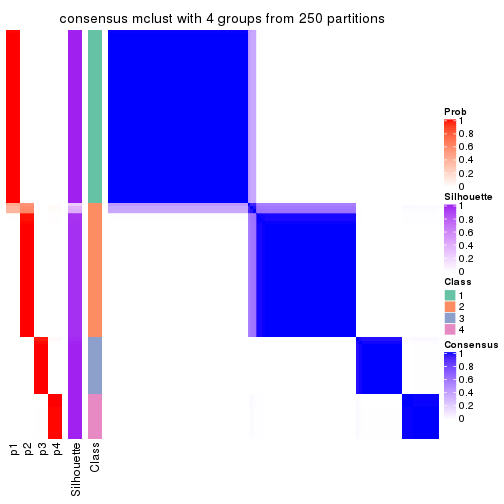 consensus mclust with 4 groups from 250 partitions
Prob
1
0.8
0.6
0.4
0.2
0
Silhouette
1
0.8
0.6
0.4
0.2
0
Class
1
2
3
4
Consensus
1
0.8
0.6
0.4
0.2
0
p1
p2
p3
p4
Silhouette
Class